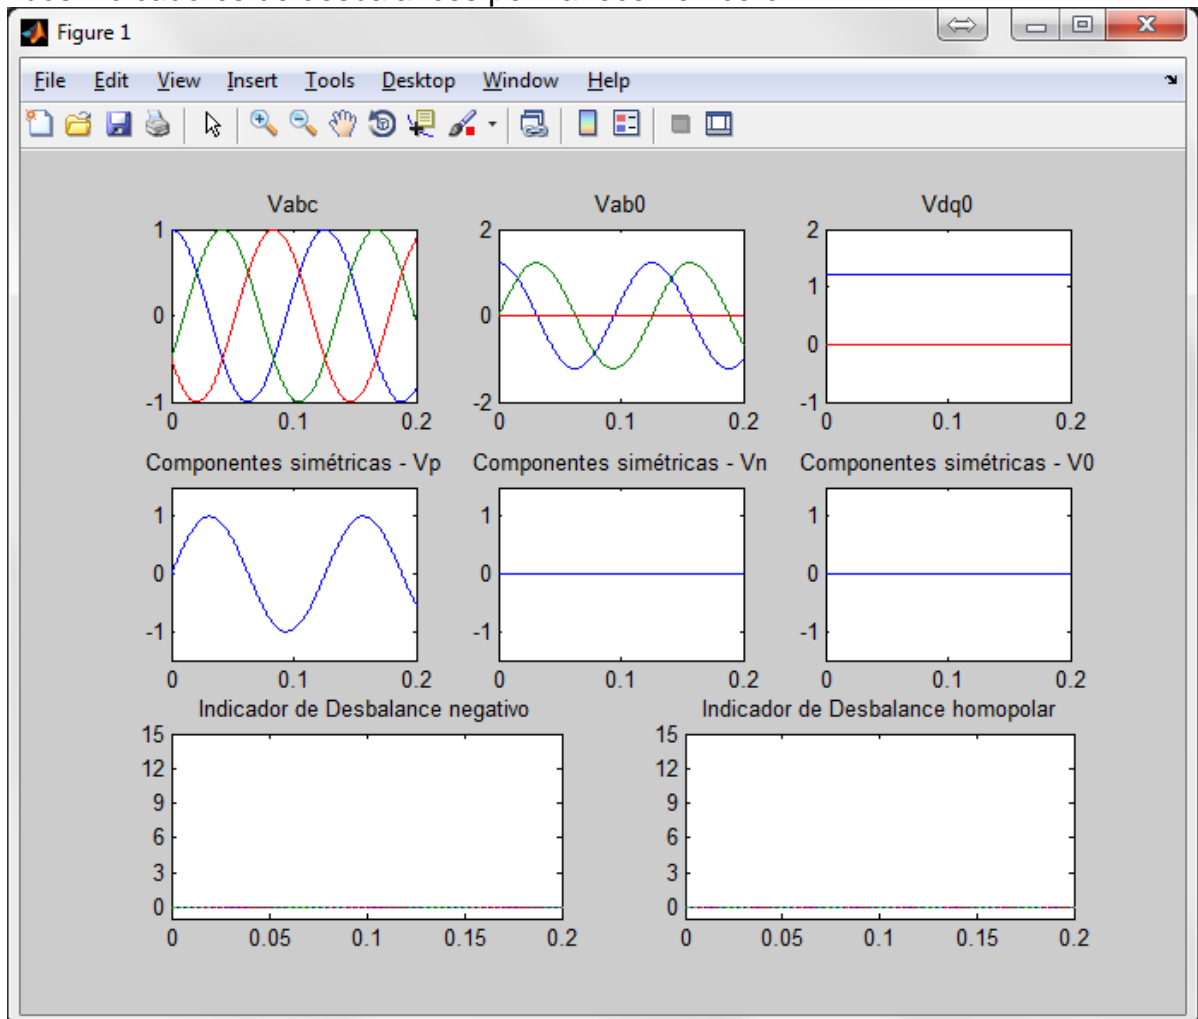 Figure 1
File Edit View Insert Tools Desktop Window Help
Vabc Vab0 Vdq0
1 2 2
1
0 0 0
-1 -2 -1
0 0.1 0.2 0 0.1 0.2 0 0.1 0.2
Componentes simétricas - Vp Componentes simétricas - Vn Componentes simétricas - V0
1 1 1
0 0 0
-1 -1 -1
0 0.1 0.2 0 0.1 0.2 0 0.1 0.2
Indicador de Desbalance negativo Indicador de Desbalance homopolar
15 15
12 12
9 9
6 6
3 3
0 0
0 0.05 0.1 0.15 0.2 0 0.05 0.1 0.15 0.2